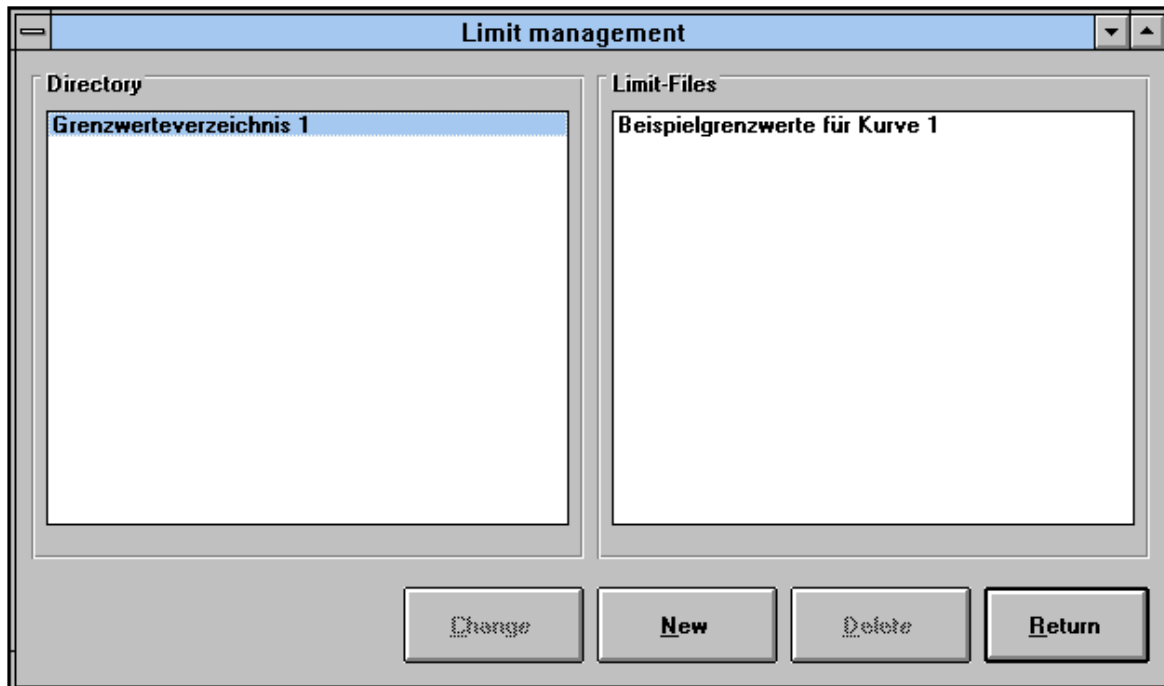 Limit management
Directory
Grenzwerteverzeichnis 1
Limit-Files
Beispielgrenzwerte für Kurve 1
Change
New
Delete
Return